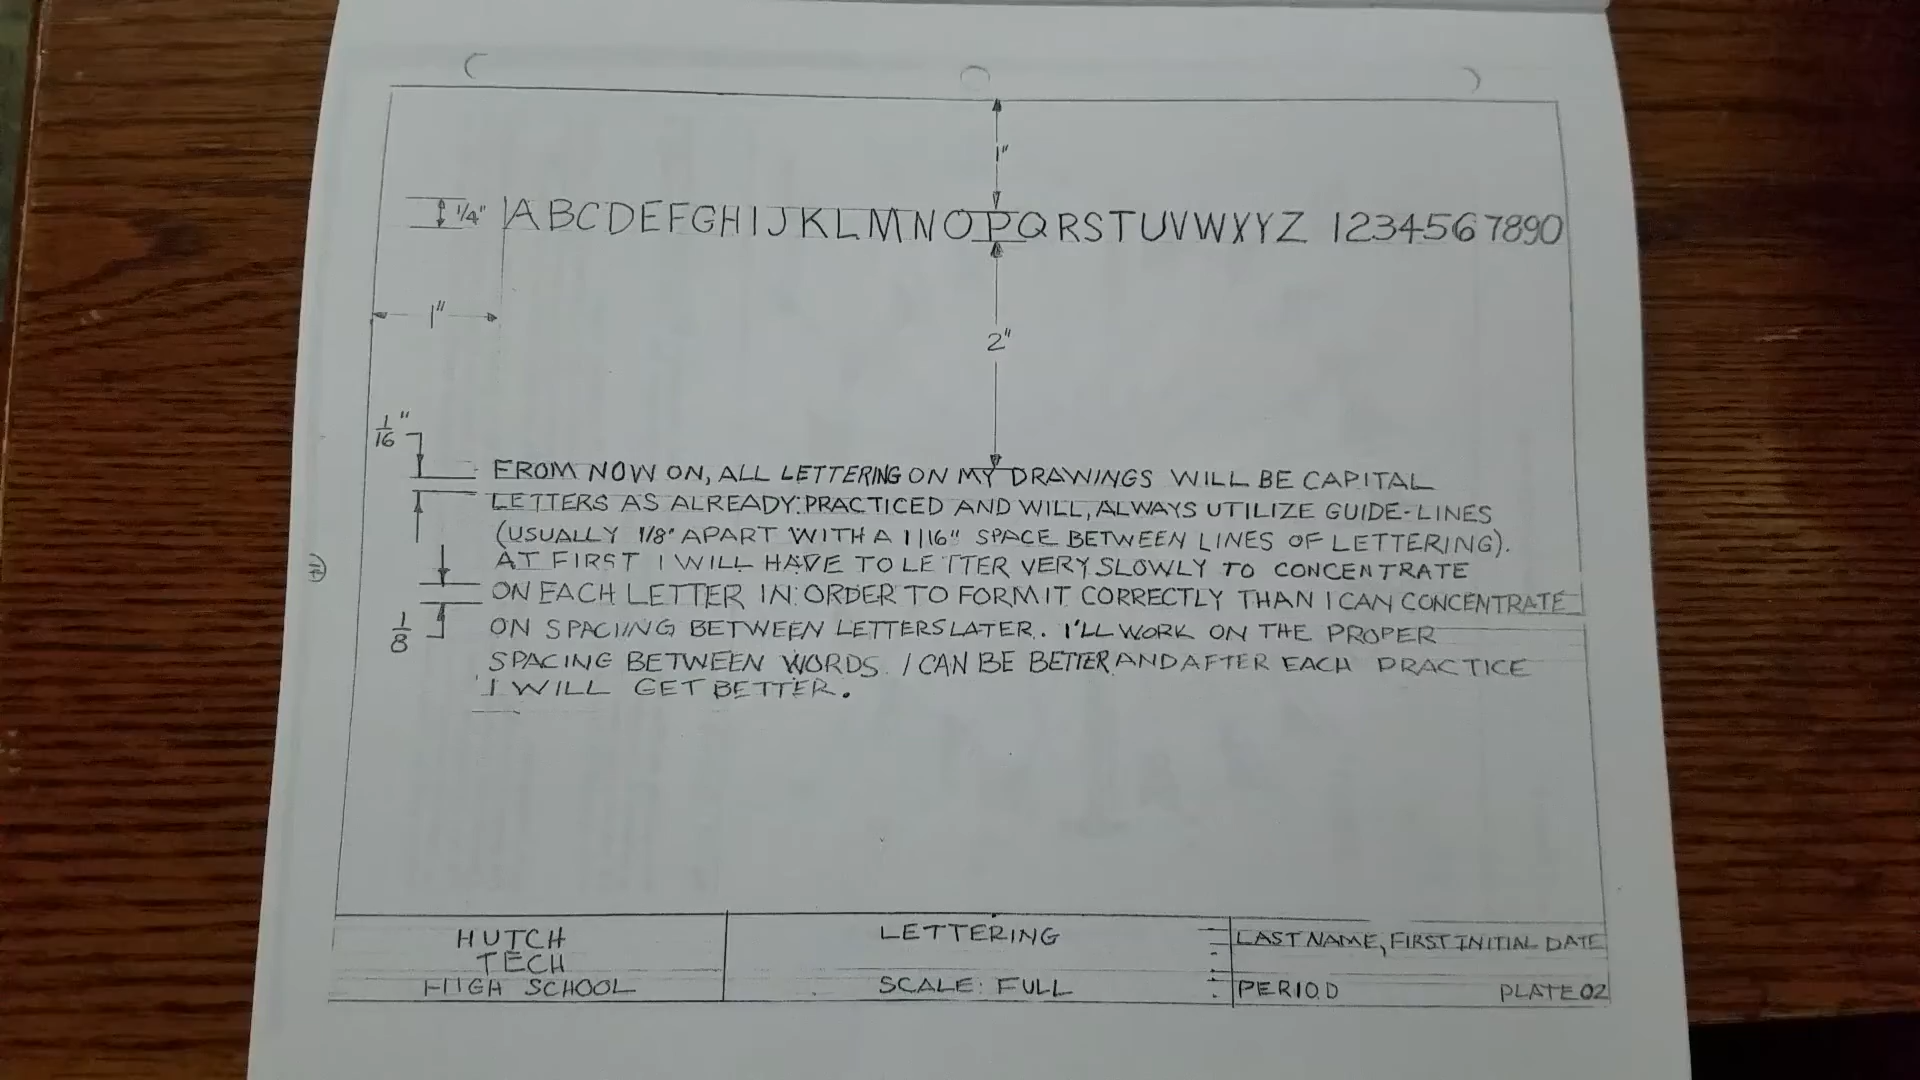 1"
1/4" ABCDEFGHIJKLMNOPQRSTUVWXYZ 1234567890
1"
2"
1/16"
FROM NOW ON, ALL LETTERING ON MY DRAWINGS WILL BE CAPITAL
LETTERS AS ALREADY PRACTICED AND WILL, ALWAYS UTILIZE GUIDE-LINES
(USUALLY 1/8" APART WITH A 1/16" SPACE BETWEEN LINES OF LETTERING).
AT FIRST I WILL HAVE TO LETTER VERY SLOWLY TO CONCENTRATE
ON EACH LETTER IN ORDER TO FORM IT CORRECTLY THAN I CAN CONCENTRATE
1/8
ON SPACING BETWEEN LETTERS LATER. I'LL WORK ON THE PROPER
SPACING BETWEEN WORDS. I CAN BE BETTER AND AFTER EACH PRACTICE
I WILL GET BETTER.
HUTCH
TECH
HIGH SCHOOL
LETTERING
SCALE: FULL
LAST NAME, FIRST INITIAL DATE
PERIOD PLATE 02